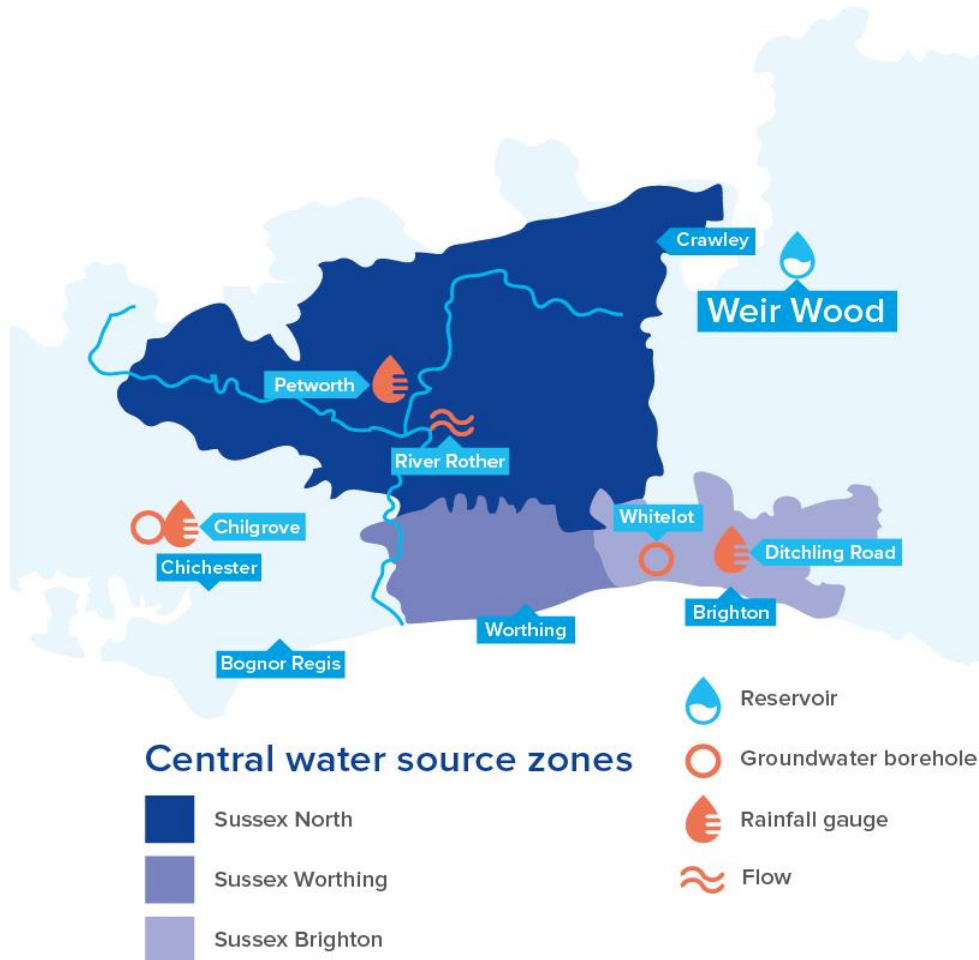 Crawley
Weir Wood
Petworth
River Rother
Chilgrove
Chichester
Whitelot
Ditchling Road
Brighton
Worthing
Bognor Regis
Reservoir
Central water source zones
Groundwater borehole
Sussex North
Rainfall gauge
Sussex Worthing
Flow
Sussex Brighton